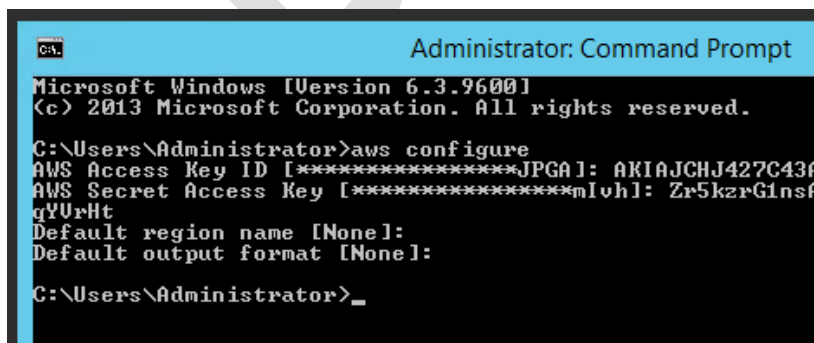 Administrator: Command Prompt
Microsoft Windows [Version 6.3.9600]
(c) 2013 Microsoft Corporation. All rights reserved.
C:\Users\Administrator>aws configure
AWS Access Key ID [****************JPGA]: AKIAJCHJ427C43A
AWS Secret Access Key [****************mIvh]: Zr5kzrG1nsA
qYVrHt
Default region name [None]:
Default output format [None]:
C:\Users\Administrator>_